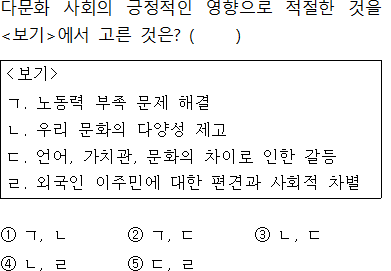 다문화 사회의 긍정적인 영향으로 적절한 것을
<보기>에서 고른 것은? (     )
<보기>
ㄱ. 노동력 부족 문제 해결
ㄴ. 우리 문화의 다양성 제고
ㄷ. 언어, 가치관, 문화의 차이로 인한 갈등
ㄹ. 외국인 이주민에 대한 편견과 사회적 차별
① ㄱ, ㄴ ② ㄱ, ㄷ ③ ㄴ, ㄷ
④ ㄴ, ㄹ ⑤ ㄷ, ㄹ